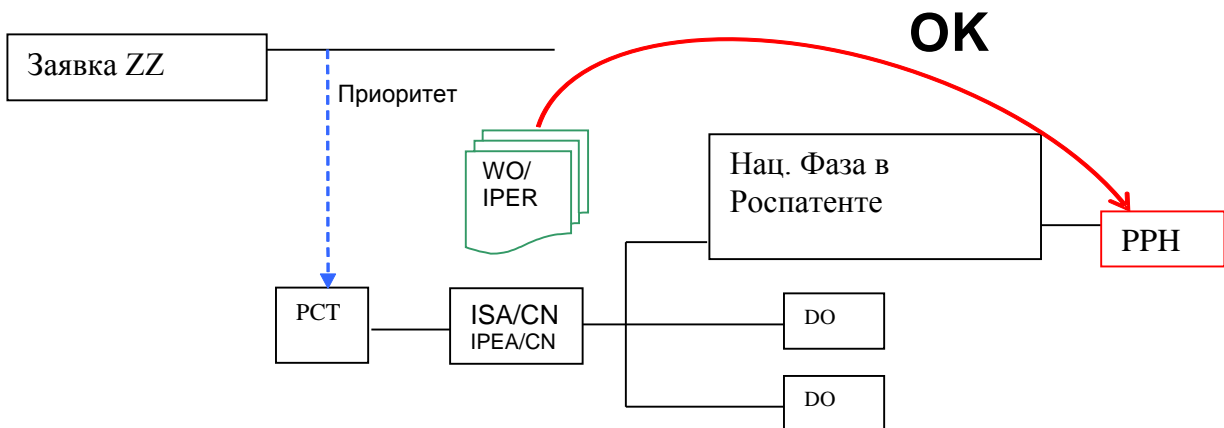 OK
Заявка ZZ
Приоритет
WO/
IPER
Нац. Фаза в
Роспатенте
PPH
PCT
ISA/CN
IPEA/CN
DO
DO